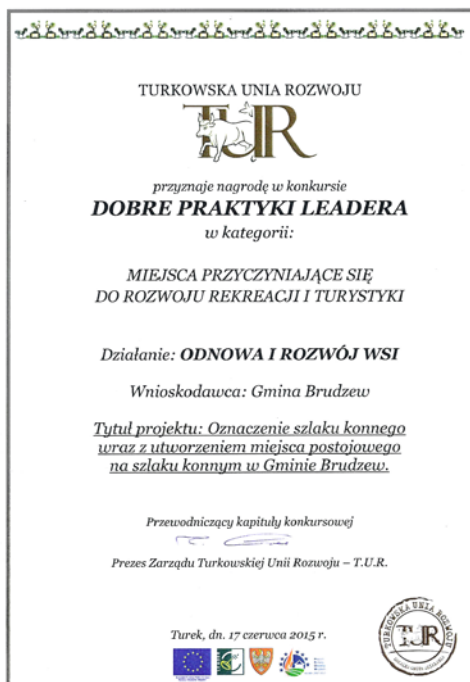 TURKOWSKA UNIA ROZWOJU
TUR
przyznaje nagrodę w konkursie
DOBRE PRAKTYKI LEADERA
w kategorii:
MIEJSCA PRZYCZYNIAJĄCE SIĘ
DO ROZWOJU REKREACJI I TURYSTYKI
Działanie: ODNOWA I ROZWÓJ WSI
Wnioskodawca: Gmina Brudzew
Tytuł projektu: Oznaczenie szlaku konnego
wraz z utworzeniem miejsca postojowego
na szlaku konnym w Gminie Brudzew.
Przewodniczący kapituły konkursowej
Prezes Zarządu Turkowskiej Unii Rozwoju – T.U.R.
Turek, dn. 17 czerwca 2015 r.
TURKOWSKA UNIA ROZWOJU
TUR